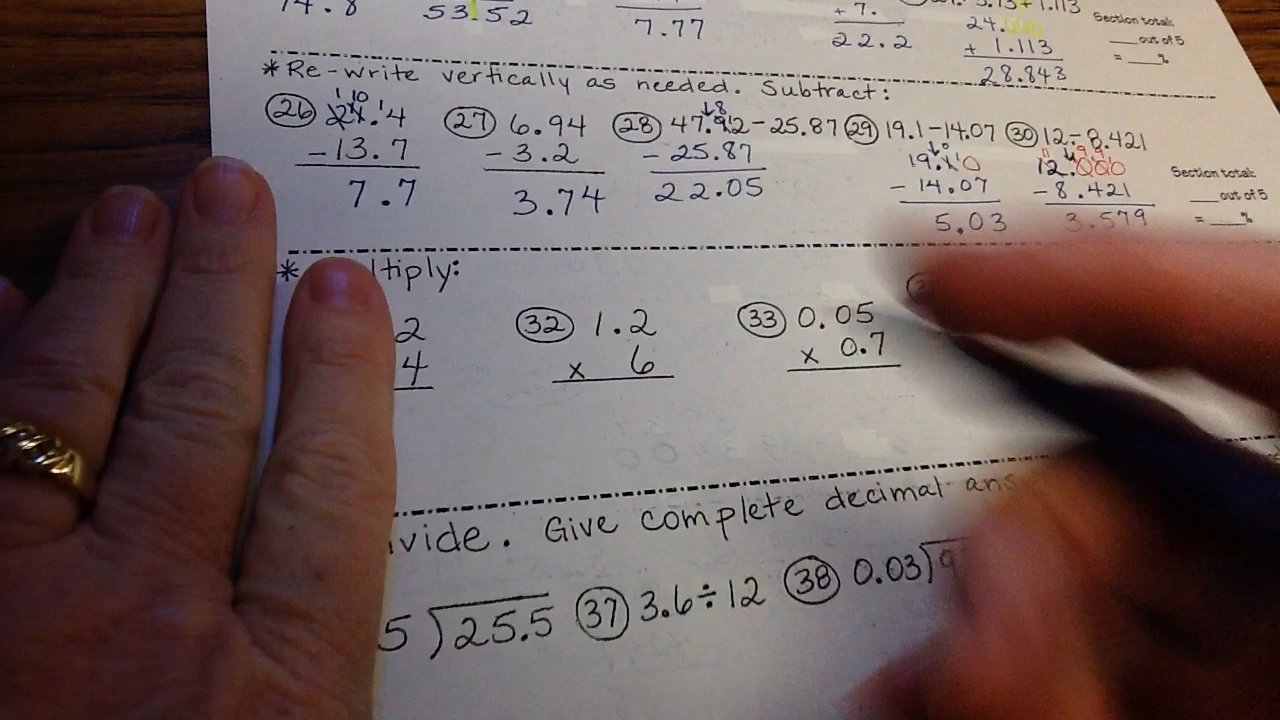 14.8 53.52 7.77 + 7. 22.2 24. + 1.113 28.843
Section total: ___ out of 5 = ___%
*Re-write vertically as needed. Subtract:
26 21.4 27 6.94 28 47.92-25.87 29 19.1-14.07 30 12-8.421
-13.7 -3.2 -25.87 19.10 12.000
7.7 3.74 22.05 -14.07 -8.421
5.03 3.579
Section total: ___ out of 5 = ___%
ltiply:
2 32 1.2 33 0.05
4 x 6 x 0.7
vide. Give complete decimal ans
5)25.5 37 3.6÷12 38 0.03)9